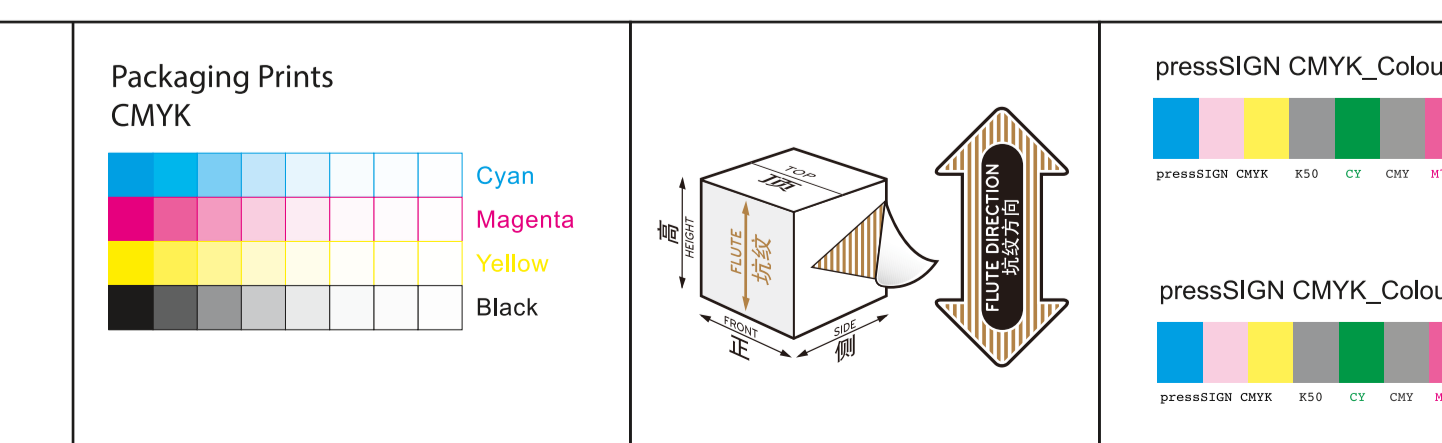 Packaging Prints
CMYK
Cyan
Magenta
Yellow
Black
TOP
顶
高
HEIGHT
FLUTE
坑纹
FRONT
正
SIDE
侧
FLUTE DIRECTION
坑纹方向
pressSIGN CMYK_Colou
pressSIGN CMYK K50 CY CMY
pressSIGN CMYK_Colou
pressSIGN CMYK K50 CY CMY M